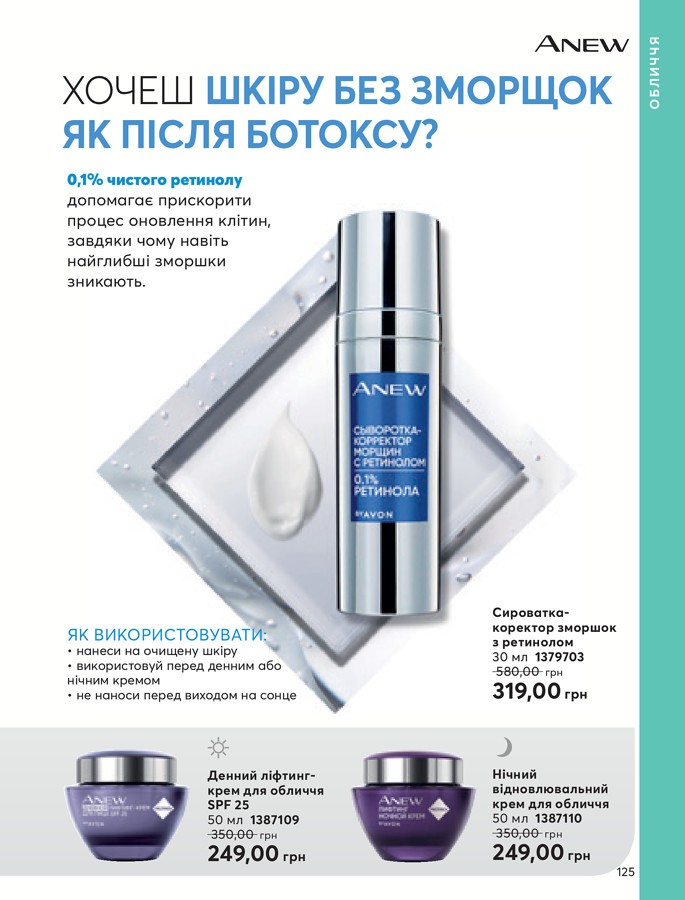 ANEW
ОБЛИЧЧЯ
ХОЧЕШ ШКІРУ БЕЗ ЗМОРЩОК
ЯК ПІСЛЯ БОТОКСУ?
0,1% чистого ретинолу
допомагає прискорити
процес оновлення клітин,
завдяки чому навіть
найглибші зморшки
зникають.
ANEW
СЫВОРОТКА-
КОРРЕКТОР
МОРЩИН
С РЕТИНОЛОМ
0.1%
РЕТИНОЛА
BY AVON
ЯК ВИКОРИСТОВУВАТИ:
• нанеси на очищену шкіру
• використовуй перед денним або
нічним кремом
• не наноси перед виходом на сонце
Сироватка-
коректор зморшок
з ретинолом
30 мл 1379703
580,00 грн
319,00 грн
ANEW
BY AVON
Денний ліфтинг-
крем для обличчя
SPF 25
50 мл 1387109
350,00 грн
249,00 грн
ANEW
ЛИФТИНГ
НОЧНОЙ КРЕМ
BY AVON
Нічний
відновлювальний
крем для обличчя
50 мл 1387110
350,00 грн
249,00 грн
125